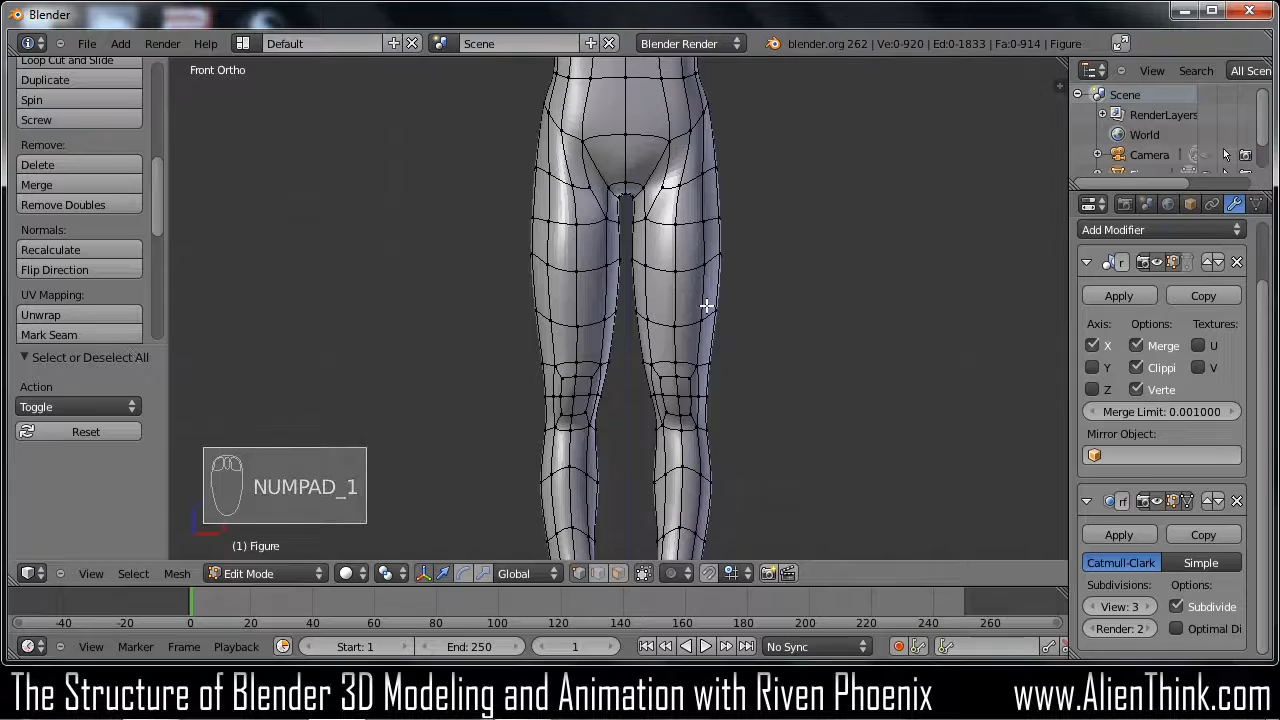 Blender
File Add Render Help Default Scene Blender Render blender.org 262 | Ve:0-920 | Ed:0-1833 | Fa:0-914 | Figure
Loop Cut and Slide
Duplicate
Spin
Screw
Remove:
Delete
Merge
Remove Doubles
Normals:
Recalculate
Flip Direction
UV Mapping:
Unwrap
Mark Seam
Select or Deselect All
Action
Toggle
Reset
Front Ortho
NUMPAD_1
(1) Figure
View Search All Scen
Scene
RenderLayers
World
Camera
Add Modifier
Apply Copy
Axis: Options: Textures:
X Merge U
Y Clippi V
Z Verte
Merge Limit: 0.001000
Mirror Object:
rf
Apply Copy
Catmull-Clark Simple
Subdivisions: Options:
View: 3 Subdivide
Render: 2 Optimal Di
View Select Mesh Edit Mode Global
-40 -20 0 20 40 60 80 100 120 140 160 180 200 220 240 260
View Marker Frame Playback Start: 1 End: 250 1 No Sync
The Structure of Blender 3D Modeling and Animation with Riven Phoenix www.AlienThink.com